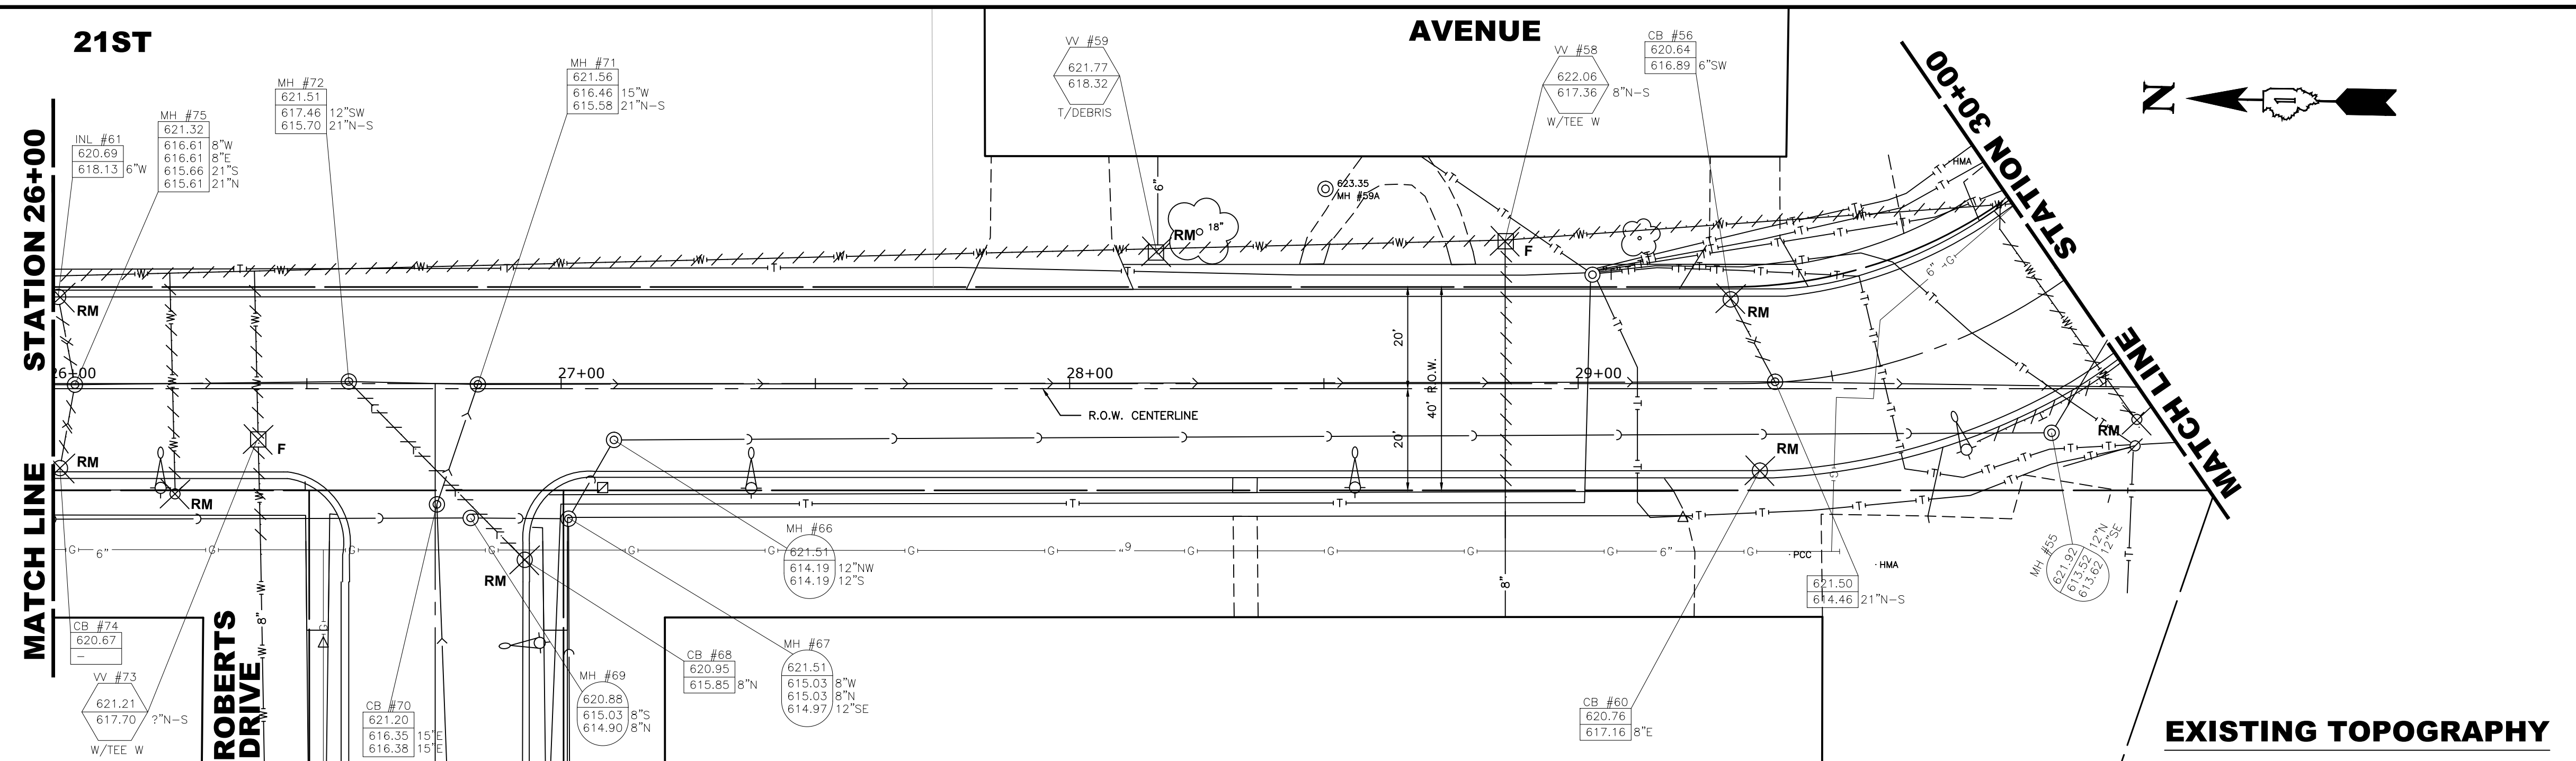 21ST
AVENUE
STATION 26+00
MATCH LINE
STATION 30+00
MATCH LINE
N
INL #61
620.69
618.13 6"W
MH #75
621.32
616.61 8"W
616.61 8"E
615.66 21"S
615.61 21"N
MH #72
621.51
617.46 12"SW
615.70 21"N-S
MH #71
621.56
616.46 15"W
615.58 21"N-S
VV #59
621.77
618.32
T/DEBRIS
VV #58
622.06
617.36 8"N-S
W/TEE W
CB #56
620.64
616.89 6"SW
6"
RM
18"
623.35
MH #59A
F
HMA
6"
RM
RM
26+00
27+00
28+00
29+00
20'
40' R.O.W.
20'
R.O.W. CENTERLINE
F
RM
RM
RM
RM
RM
6"
6"
6"
8"
8"
PCC
HMA
MH #66
621.51
614.19 12"NW
614.19 12"S
621.50
614.46 21"N-S
MH #55
621.92
613.52 12"N
613.62 12"SE
CB #74
620.67
–
VV #73
621.21
617.70 ?"N-S
W/TEE W
ROBERTS
DRIVE
CB #70
621.20
616.35 15"E
616.38 15"E
MH #69
620.88
615.03 8"S
614.90 8"N
CB #68
620.95
615.85 8"N
MH #67
621.51
615.03 8"W
615.03 8"N
614.97 12"SE
CB #60
620.76
617.16 8"E
EXISTING TOPOGRAPHY